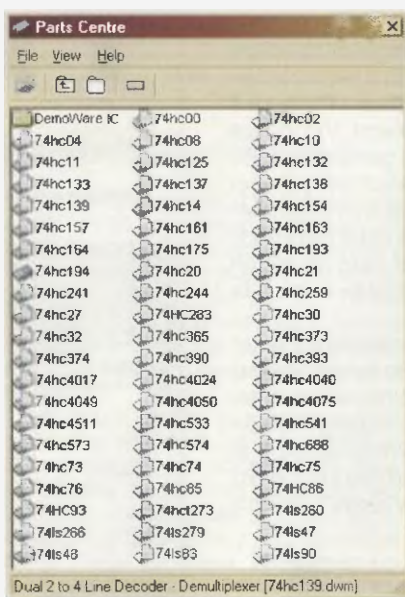 Parts Centre
File View Help
DemoWare IC 74hc00 74hc02
74hc04 74hc08 74hc10
74hc11 74hc125 74hc132
74hc133 74hc137 74hc138
74hc139 74hc14 74hc154
74hc157 74hc161 74hc163
74hc164 74hc175 74hc193
74hc194 74hc20 74hc21
74hc241 74hc244 74hc259
74hc27 74HC283 74hc30
74hc32 74hc365 74hc373
74hc374 74hc390 74hc393
74hc4017 74hc4024 74hc4040
74hc4049 74hc4050 74hc4075
74hc4511 74hc533 74hc541
74hc573 74hc574 74hc688
74hc73 74hc74 74hc75
74hc76 74hc85 74HC86
74HC93 74hct273 74ls260
74ls266 74ls279 74ls47
74ls48 74ls83 74ls90
Dual 2 to 4 Line Decoder - Demultiplexer [74hc139.dwm]